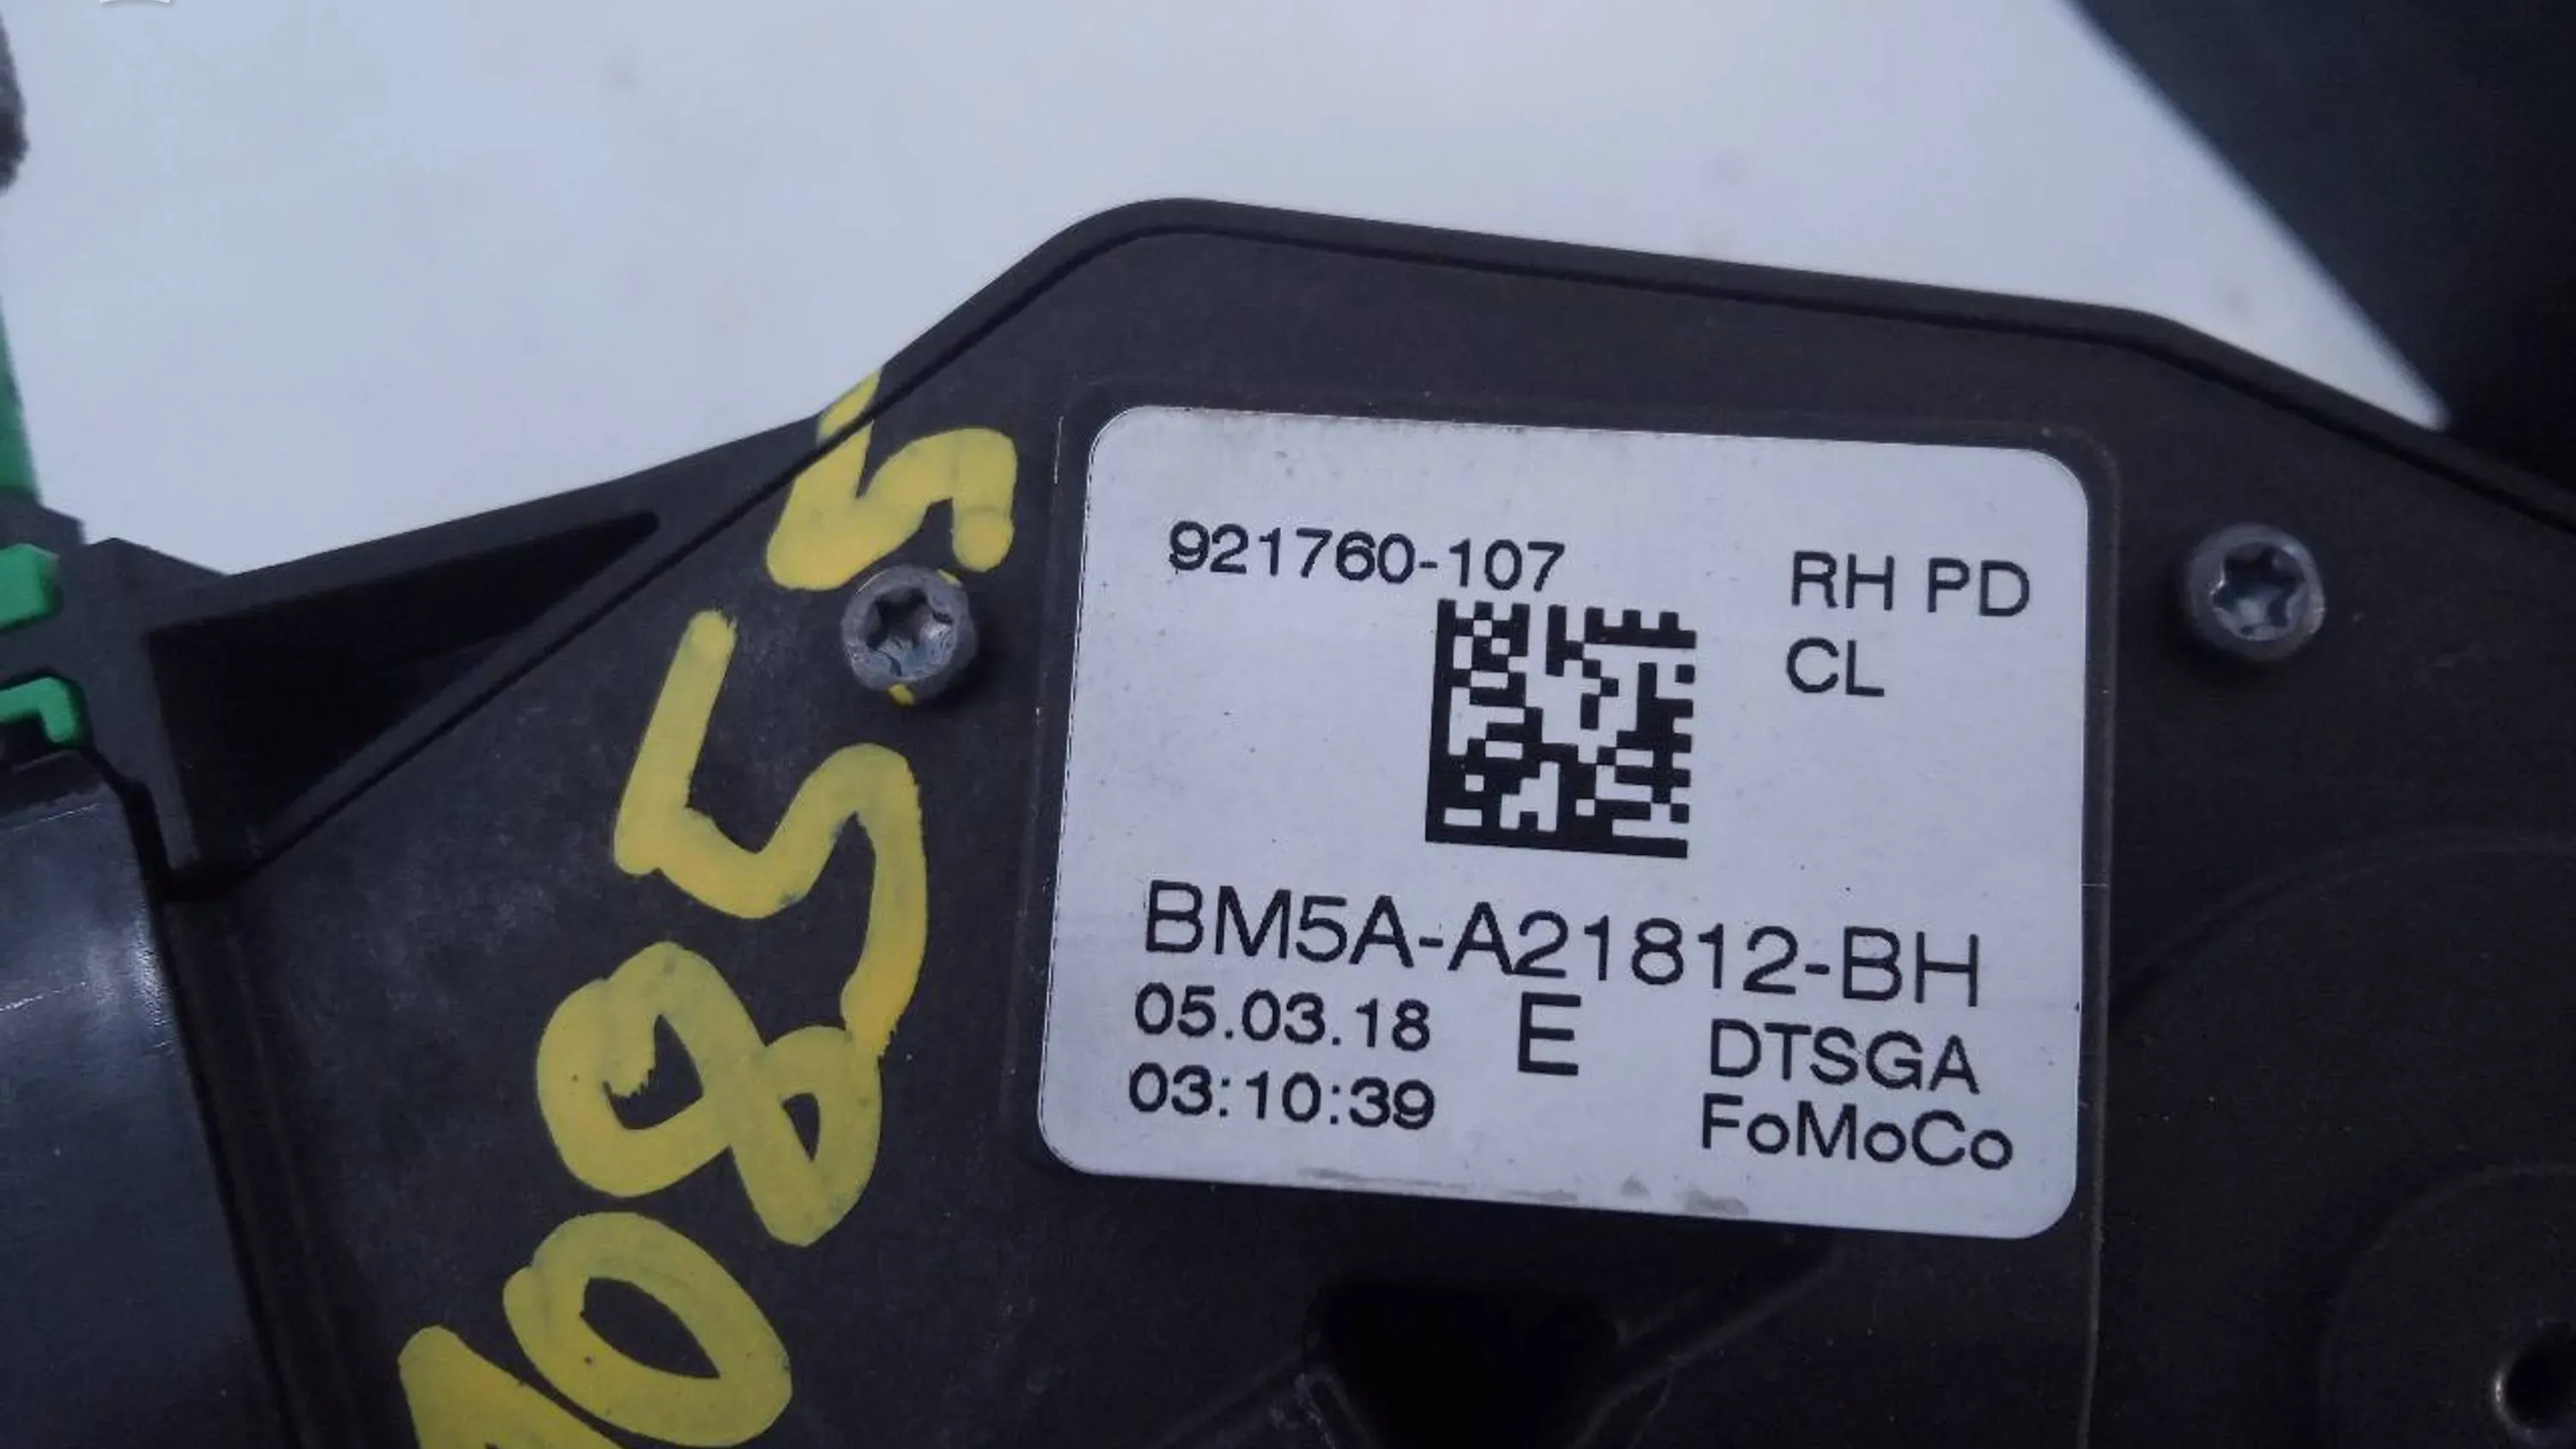 921760-107
RH PD
CL
BM5A-A21812-BH
05.03.18
E
DTSGA
03:10:39
FoMoCo